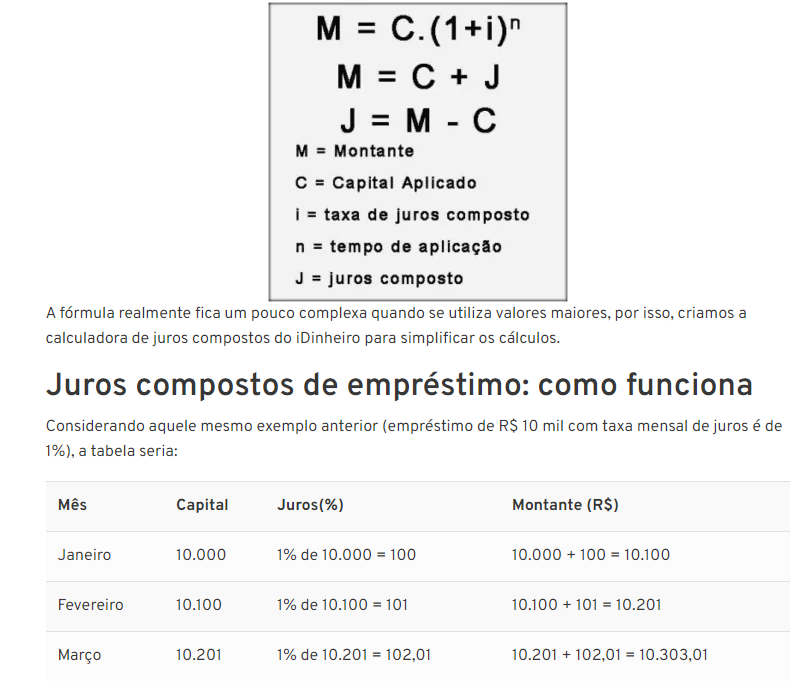 M = C.(1+i)ⁿ
M = C + J
J = M - C
M = Montante
C = Capital Aplicado
i = taxa de juros composto
n = tempo de aplicação
J = juros composto
A fórmula realmente fica um pouco complexa quando se utiliza valores maiores, por isso, criamos a
calculadora de juros compostos do iDinheiro para simplificar os cálculos.
Juros compostos de empréstimo: como funciona
Considerando aquele mesmo exemplo anterior (empréstimo de R$ 10 mil com taxa mensal de juros é de
1%), a tabela seria:
Mês Capital Juros(%) Montante (R$)
Janeiro 10.000 1% de 10.000 = 100 10.000 + 100 = 10.100
Fevereiro 10.100 1% de 10.100 = 101 10.100 + 101 = 10.201
Março 10.201 1% de 10.201 = 102,01 10.201 + 102,01 = 10.303,01